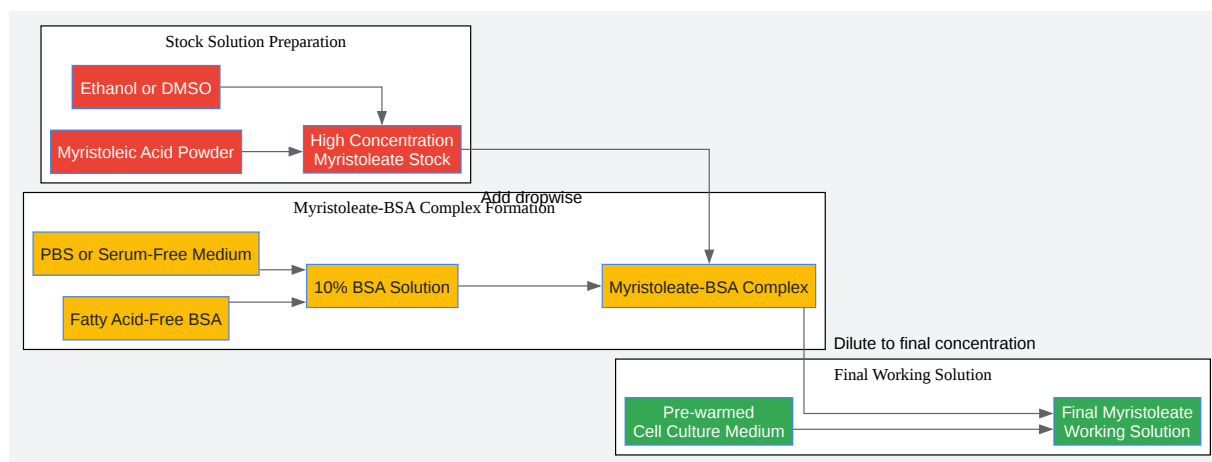 Stock Solution Preparation
Ethanol or DMSO
Myristoleic Acid Powder
High Concentration
Myristoleate Stock
Add dropwise
Myristoleate-BSA Complex Formation
PBS or Serum-Free Medium
Fatty Acid-Free BSA
10% BSA Solution
Myristoleate-BSA Complex
Dilute to final concentration
Final Working Solution
Pre-warmed
Cell Culture Medium
Final Myristoleate
Working Solution